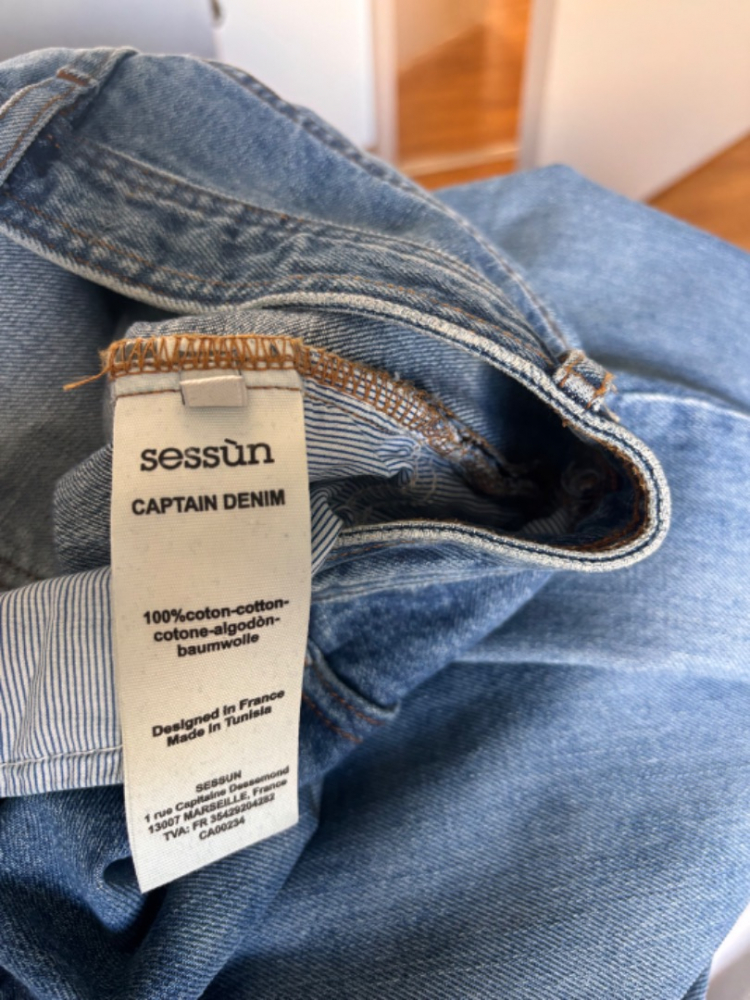 sessùn
CAPTAIN DENIM
100%coton-cotton-
cotone-algodòn-
baumwolle
Designed in France
Made in Tunisia
SESSUN
1 rue Capitaine Dessemond
13007 MARSEILLE, France
TVA: FR 35429204282
CA00234